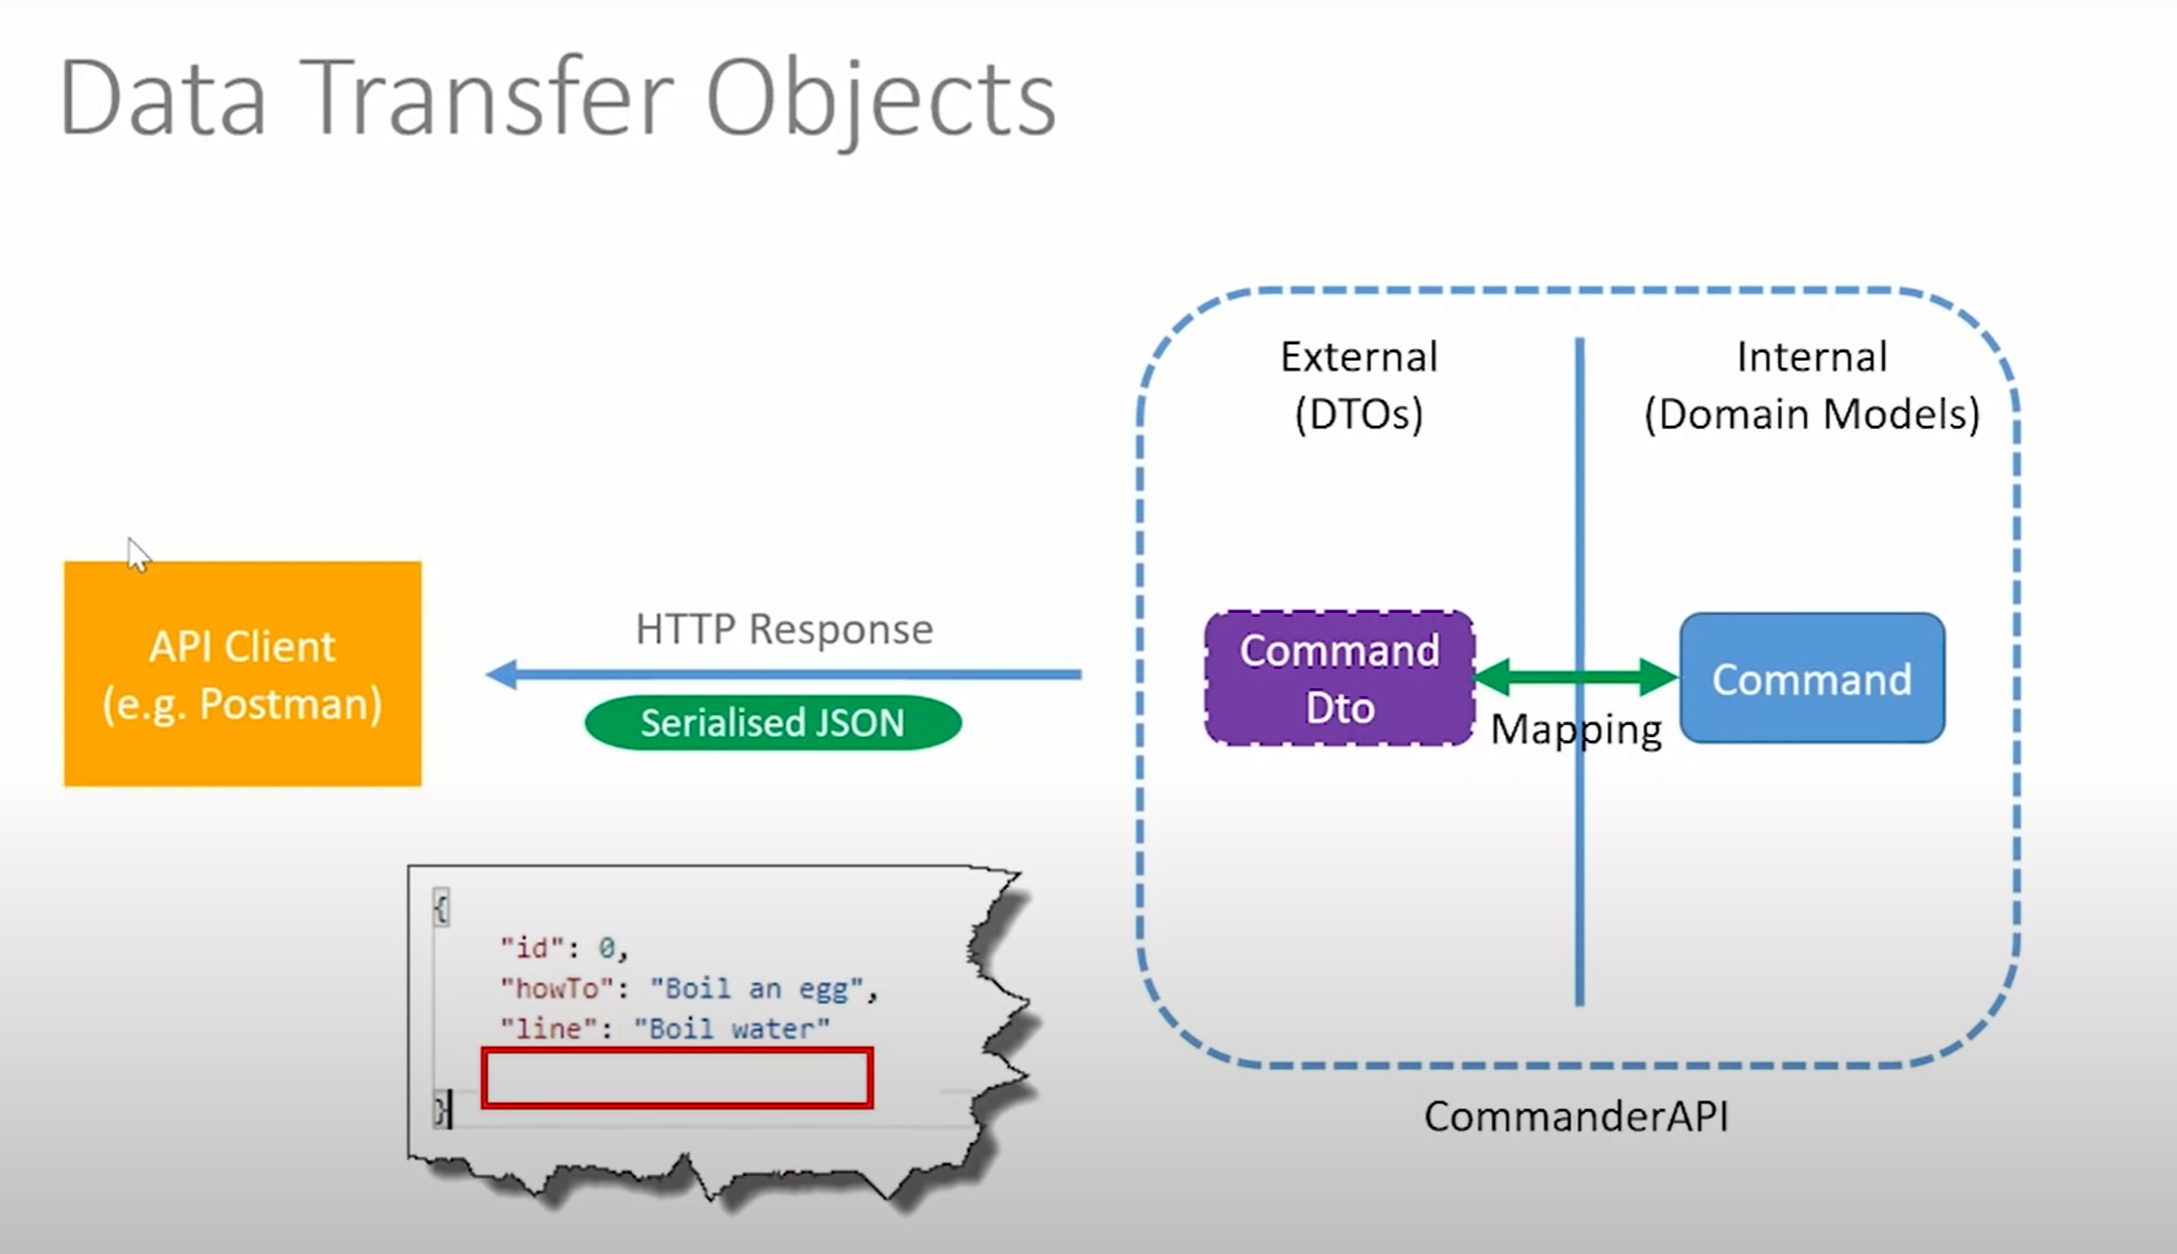 Data Transfer Objects
External
(DTOs)
Internal
(Domain Models)
API Client
(e.g. Postman)
HTTP Response
Serialised JSON
Command
Dto
Mapping
Command
{
"id": 0,
"howTo": "Boil an egg",
"line": "Boil water"
}
CommanderAPI